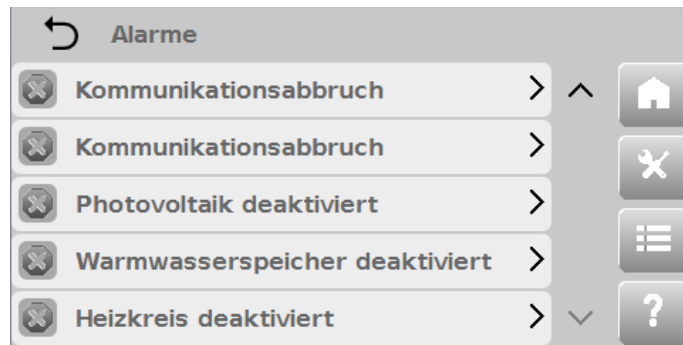 Alarme
Kommunikationsabbruch
Kommunikationsabbruch
Photovoltaik deaktiviert
Warmwasserspeicher deaktiviert
Heizkreis deaktiviert
?